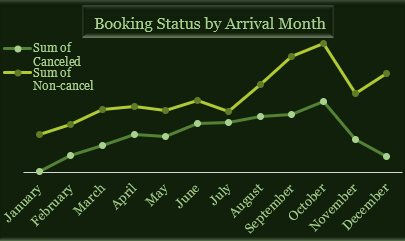 Booking Status by Arrival Month
Sum of
Canceled
Sum of
Non-cancel
January
February
March
April
May
June
July
August
September
October
November
December